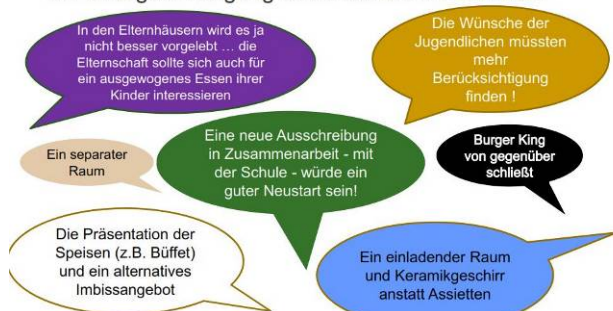 In den Elternhäusern wird es ja
nicht besser vorgelebt ... die
Elternschaft sollte sich auch für
ein ausgewogenes Essen ihrer
Kinder interessieren
Die Wünsche der
Jugendlichen müssten
mehr
Berücksichtigung
finden !
Ein separater
Raum
Eine neue Ausschreibung
in Zusammenarbeit - mit
der Schule - würde ein
guter Neustart sein!
Burger King
von gegenüber
schließt
Die Präsentation der
Speisen (z.B. Büffet)
und ein alternatives
Imbissangebot
Ein einladender Raum
und Keramikgeschirr
anstatt Assietten